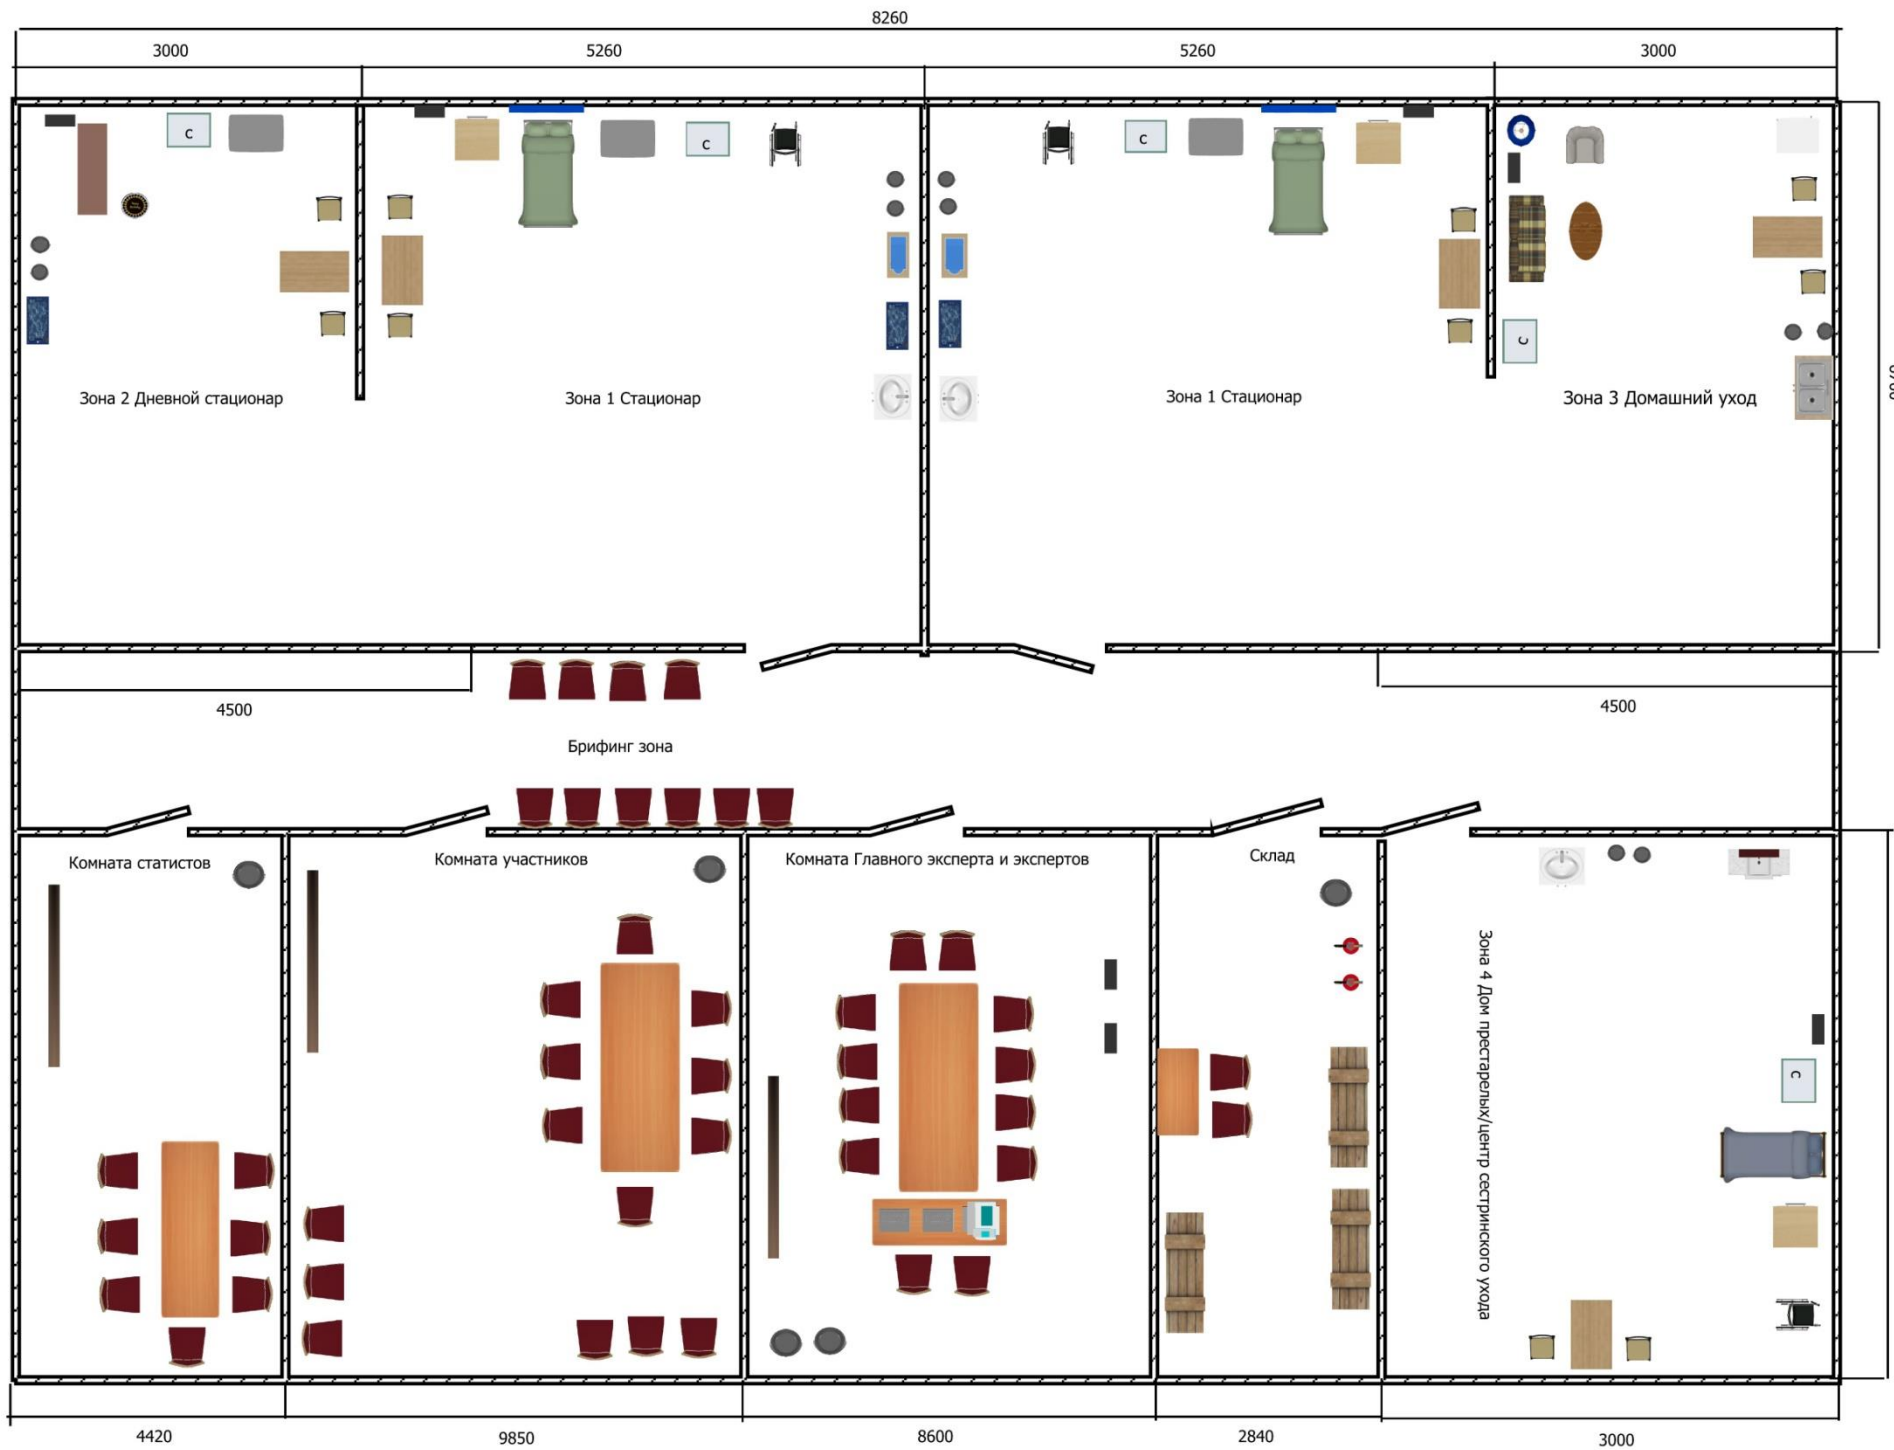 8260
3000
5260
5260
3000
с
с
с
с
Зона 2 Дневной стационар
Зона 1 Стационар
Зона 1 Стационар
Зона 3 Домашний уход
4500
4500
Брифинг зона
Комната статистов
Комната участников
Комната Главного эксперта и экспертов
Склад
Зона 4 Дом престарелых/центр сестринского ухода
с
4420
9850
8600
2840
3000